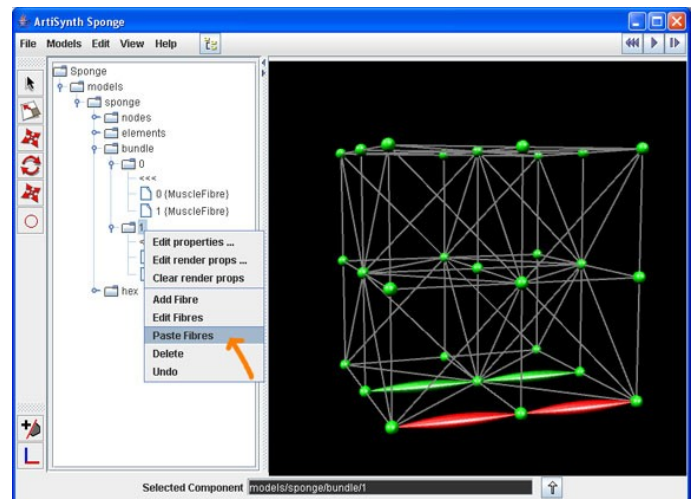 ArtiSynth Sponge
File Models Edit View Help
Sponge
models
sponge
nodes
elements
bundle
0
<<<
0 (MuscleFibre)
1 (MuscleFibre)
1
hex
Edit properties ...
Edit render props ...
Clear render props
Add Fibre
Edit Fibres
Paste Fibres
Delete
Undo
Selected Component models/sponge/bundle/1